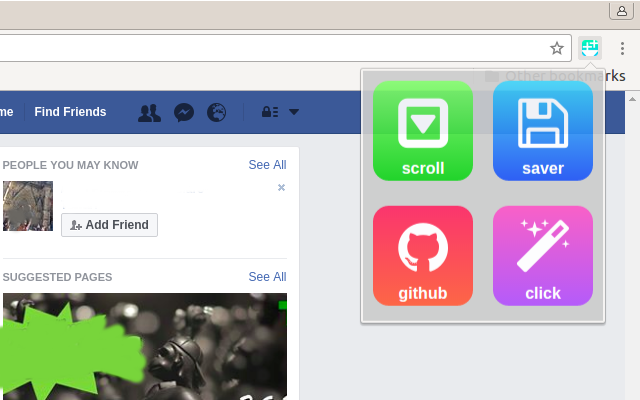 Other bookmarks
me
Find Friends
scroll
saver
github
click
PEOPLE YOU MAY KNOW
See All
Add Friend
SUGGESTED PAGES
See All